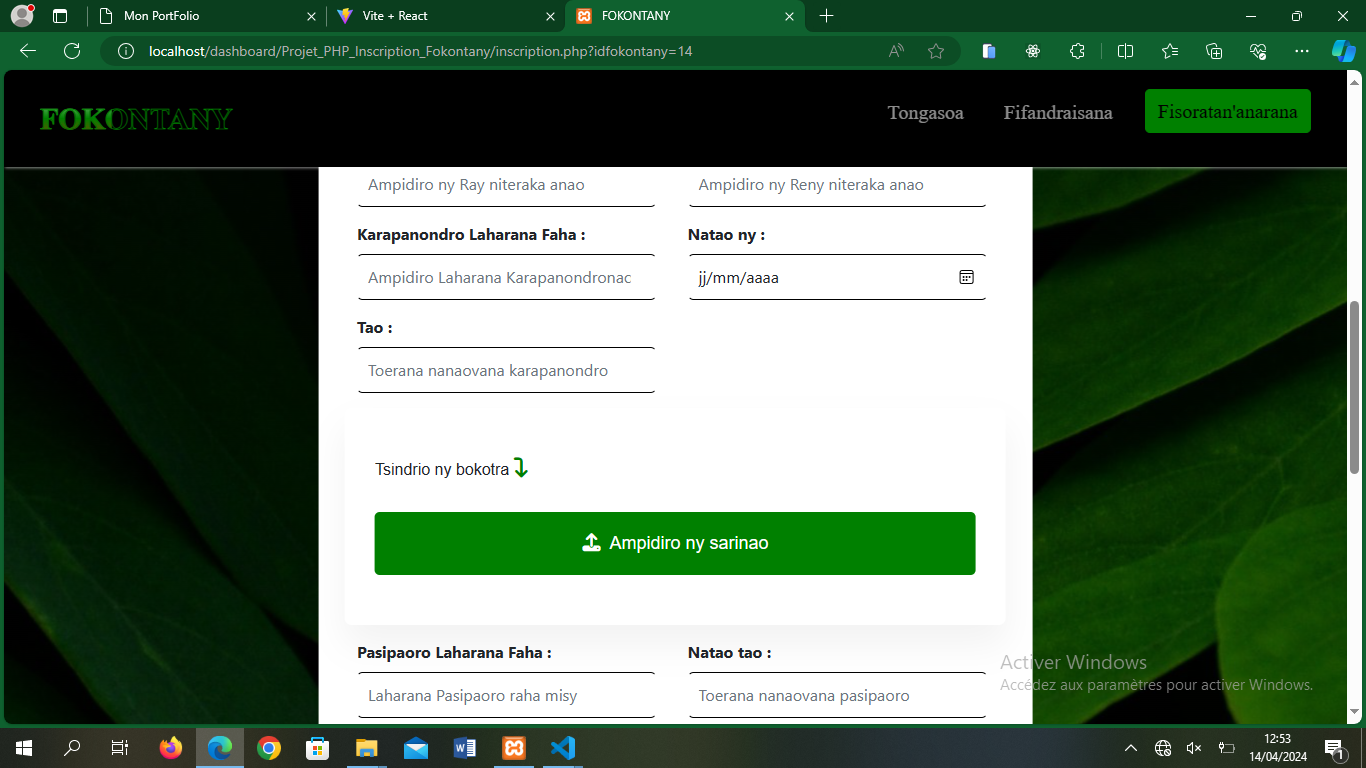 Mon PortFolio
Vite + React
FOKONTANY
localhost/dashboard/Projet_PHP_Inscription_Fokontany/inscription.php?idfokontany=14
FOKONTANY
Tongasoa
Fifandraisana
Fisoratan'anarana
Ampidiro ny Ray niteraka anao
Ampidiro ny Reny niteraka anao
Karapanondro Laharana Faha :
Natao ny :
Ampidiro Laharana Karapanondronac
jj/mm/aaaa
Tao :
Toerana nanaovana karapanondro
Tsindrio ny bokotra
Ampidiro ny sarinao
Pasipaoro Laharana Faha :
Natao tao :
Laharana Pasipaoro raha misy
Toerana nanaovana pasipaoro
Activer Windows
Accédez aux paramètres pour activer Windows.
12:53
14/04/2024
1